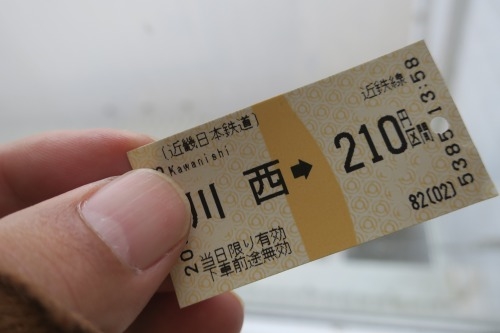 (近畿日本鉄道)
Kawanishi
川西 → 210円区間
近鉄線
当日限り有効
下車前途無効
20
82(02)
5385 13:58